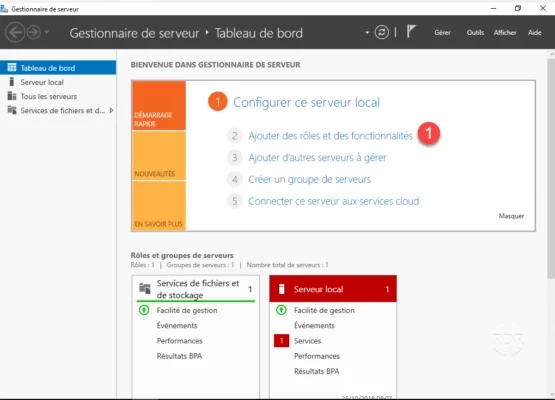 Gestionnaire de serveur
Gestionnaire de serveur • Tableau de bord
Gérer Outils Afficher Aide
Tableau de bord
Serveur local
Tous les serveurs
Services de fichiers et d...
BIENVENUE DANS GESTIONNAIRE DE SERVEUR
DÉMARRAGE
RAPIDE
NOUVEAUTÉS
EN SAVOIR PLUS
1 Configurer ce serveur local
2 Ajouter des rôles et des fonctionnalités 1
3 Ajouter d'autres serveurs à gérer
4 Créer un groupe de serveurs
5 Connecter ce serveur aux services cloud
Masquer
Rôles et groupes de serveurs
Rôles : 1 | Groupes de serveurs : 1 | Nombre total de serveurs : 1
Services de fichiers et
de stockage 1
Facilité de gestion
Événements
Performances
Résultats BPA
Serveur local 1
Facilité de gestion
Événements
1 Services
Performances
Résultats BPA